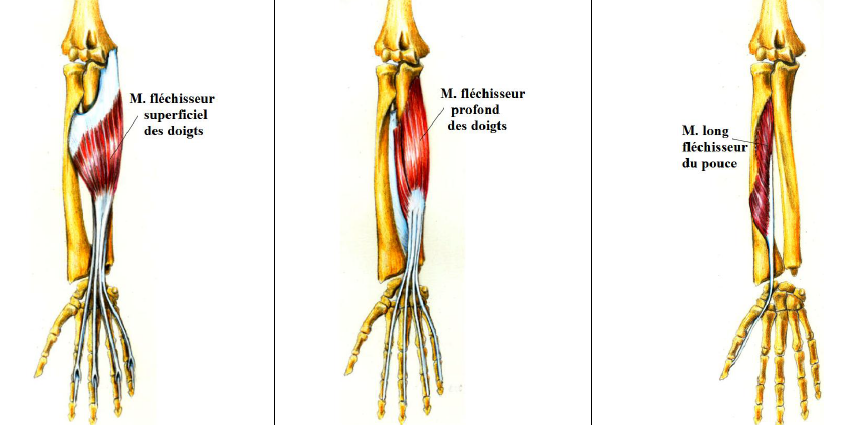 M. fléchisseur
superficiel
des doigts
M. fléchisseur
profond
des doigts
M. long
fléchisseur
du pouce